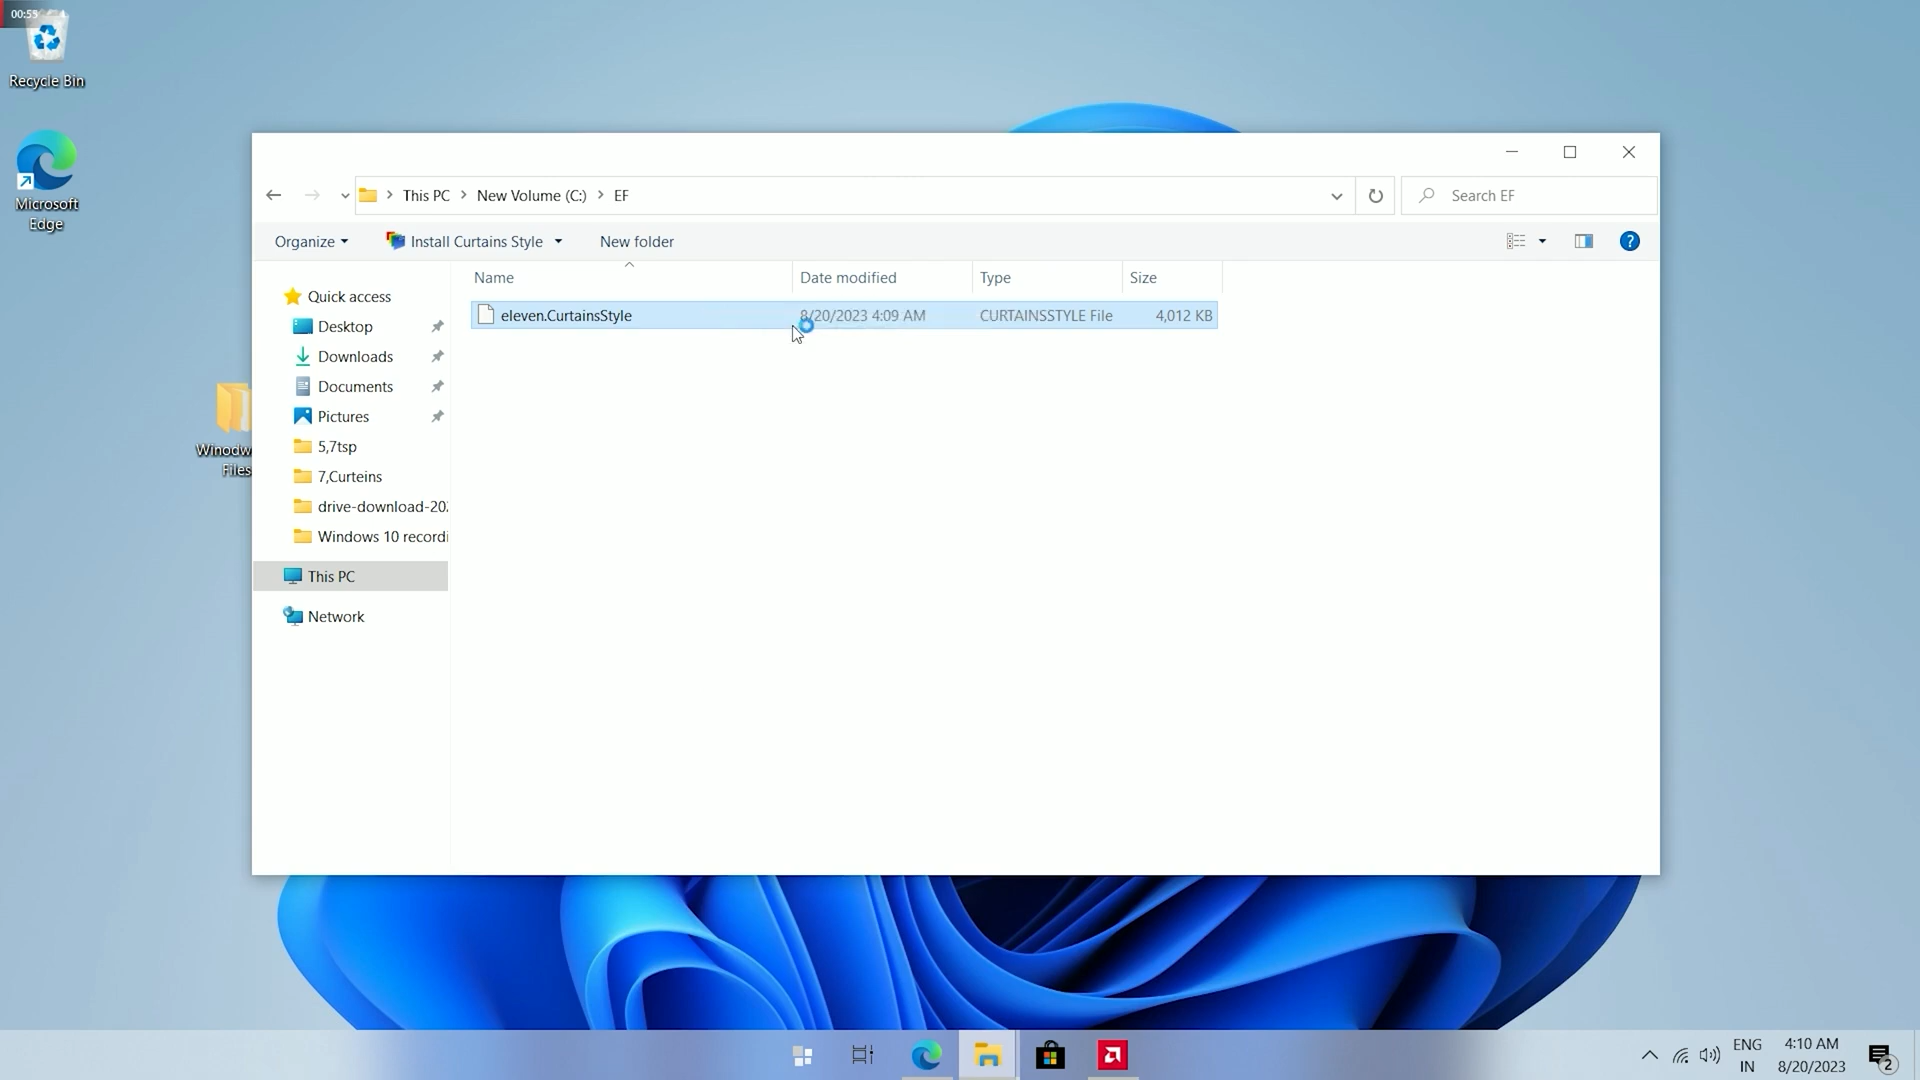 00:55
Recycle Bin
Microsoft
Edge
Winodw
Files
This PC
New Volume (C:)
EF
Search EF
Organize
Install Curtains Style
New folder
?
Name
Date modified
Type
Size
eleven.CurtainsStyle
8/20/2023 4:09 AM
CURTAINSSTYLE File
4,012 KB
Quick access
Desktop
Downloads
Documents
Pictures
5,7tsp
7,Curteins
drive-download-20
Windows 10 recordi
This PC
Network
ENG
IN
4:10 AM
8/20/2023
2